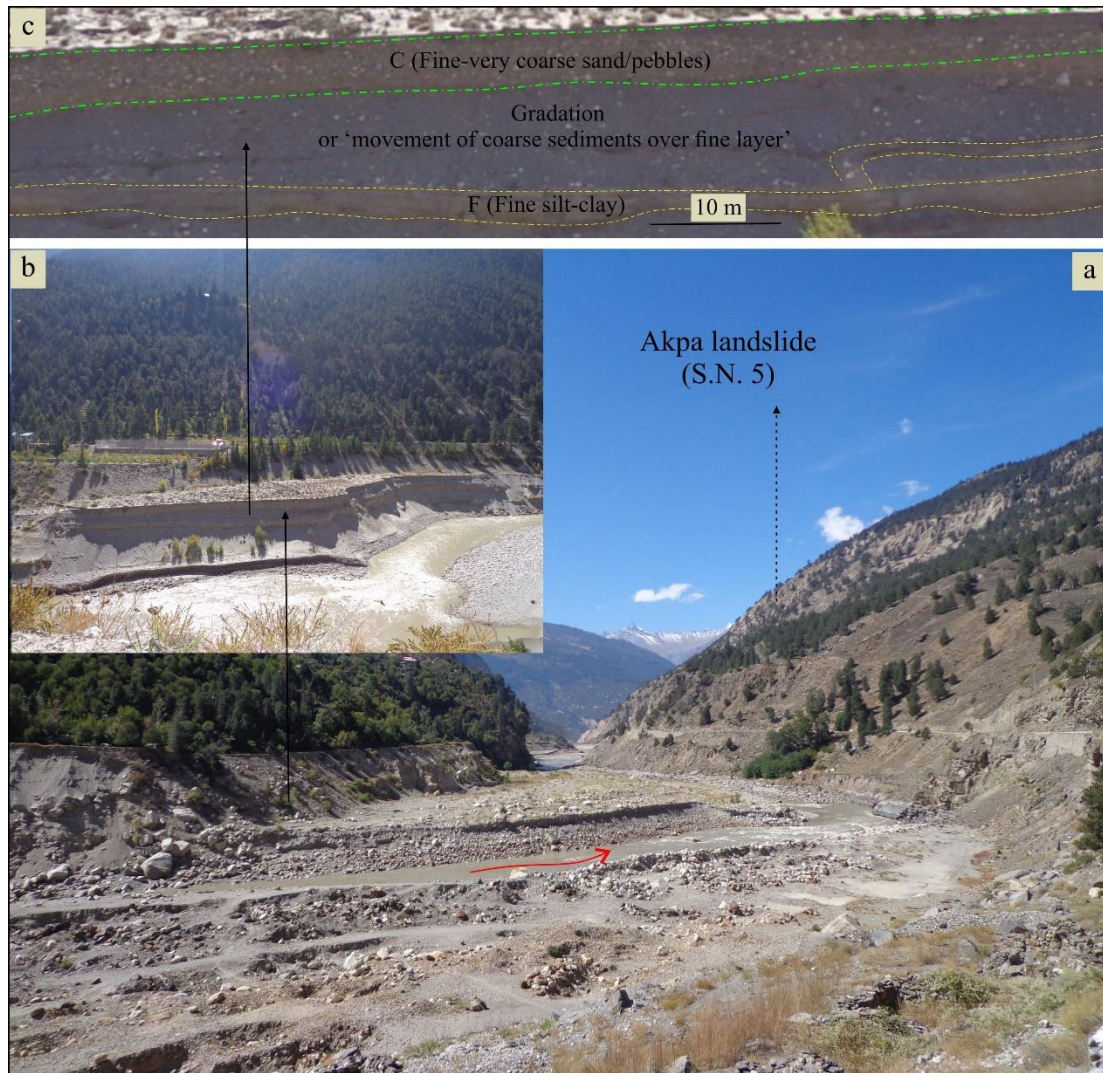 c
C (Fine-very coarse sand/pebbles)
Gradation
or ‘movement of coarse sediments over fine layer’
F (Fine silt-clay)
10 m
b
a
Akpa landslide
(S.N. 5)